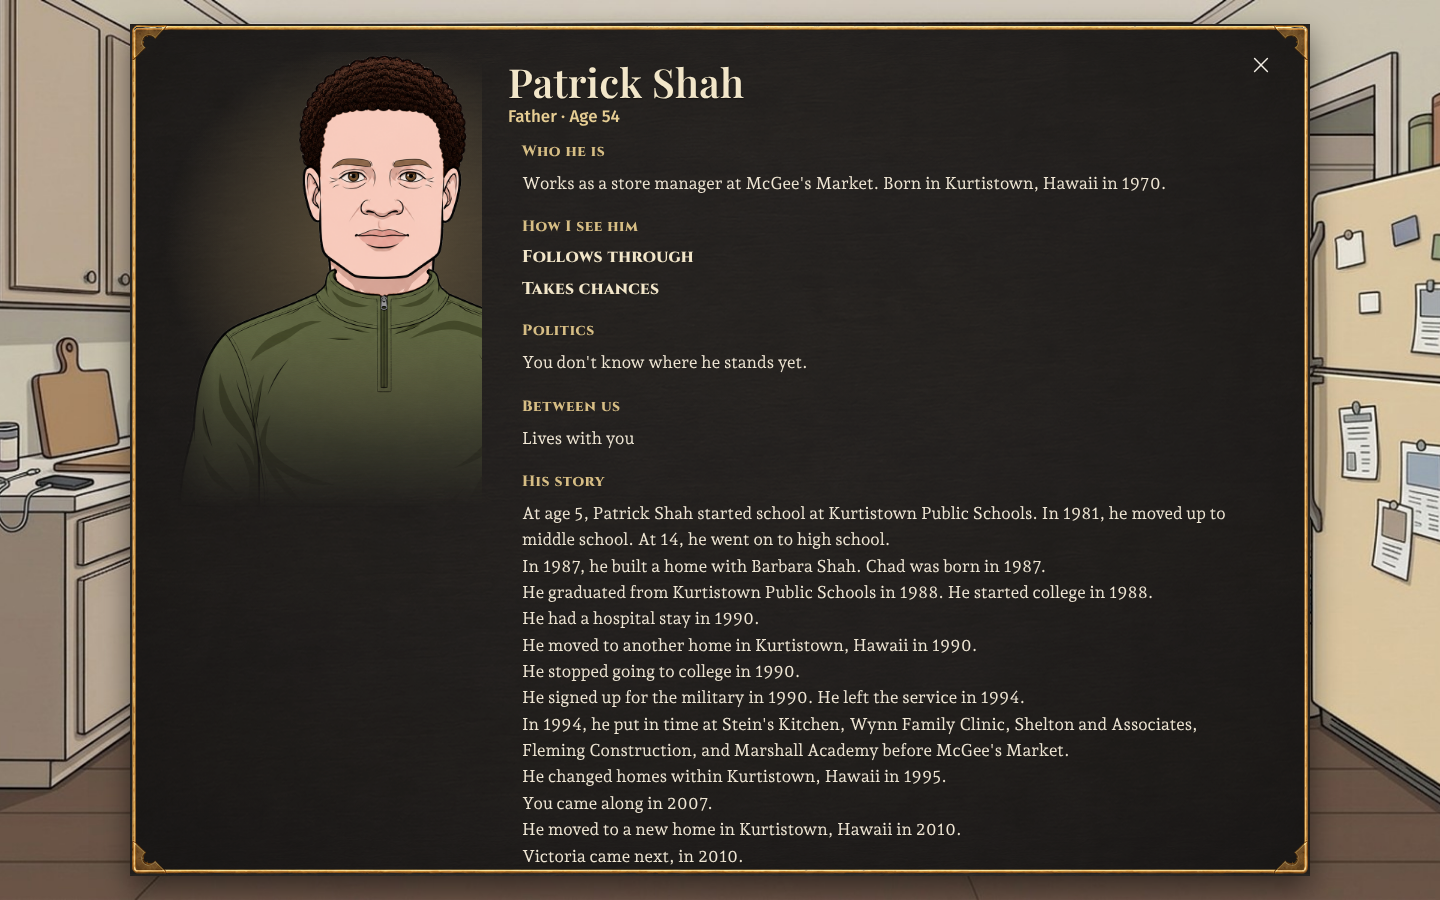 Patrick Shah
Father · Age 54
Who he is
Works as a store manager at McGee's Market. Born in Kurtistown, Hawaii in 1970.
How I see him
Follows through
Takes chances
Politics
You don't know where he stands yet.
Between us
Lives with you
His story
At age 5, Patrick Shah started school at Kurtistown Public Schools. In 1981, he moved up to
middle school. At 14, he went on to high school.
In 1987, he built a home with Barbara Shah. Chad was born in 1987.
He graduated from Kurtistown Public Schools in 1988. He started college in 1988.
He had a hospital stay in 1990.
He moved to another home in Kurtistown, Hawaii in 1990.
He stopped going to college in 1990.
He signed up for the military in 1990. He left the service in 1994.
In 1994, he put in time at Stein's Kitchen, Wynn Family Clinic, Shelton and Associates,
Fleming Construction, and Marshall Academy before McGee's Market.
He changed homes within Kurtistown, Hawaii in 1995.
You came along in 2007.
He moved to a new home in Kurtistown, Hawaii in 2010.
Victoria came next, in 2010.